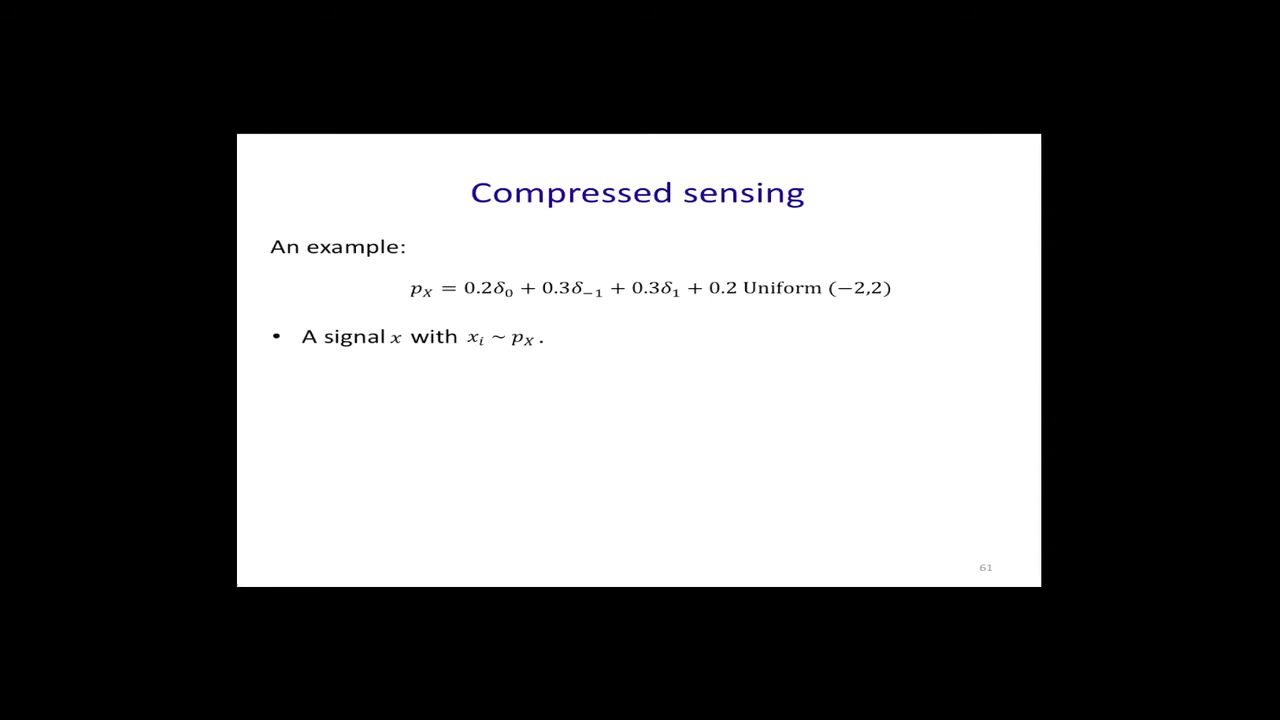 Compressed sensing
An example:
p_X = 0.2δ_0 + 0.3δ_{−1} + 0.3δ_1 + 0.2 Uniform (−2,2)
• A signal x with x_i ~ p_X .
61